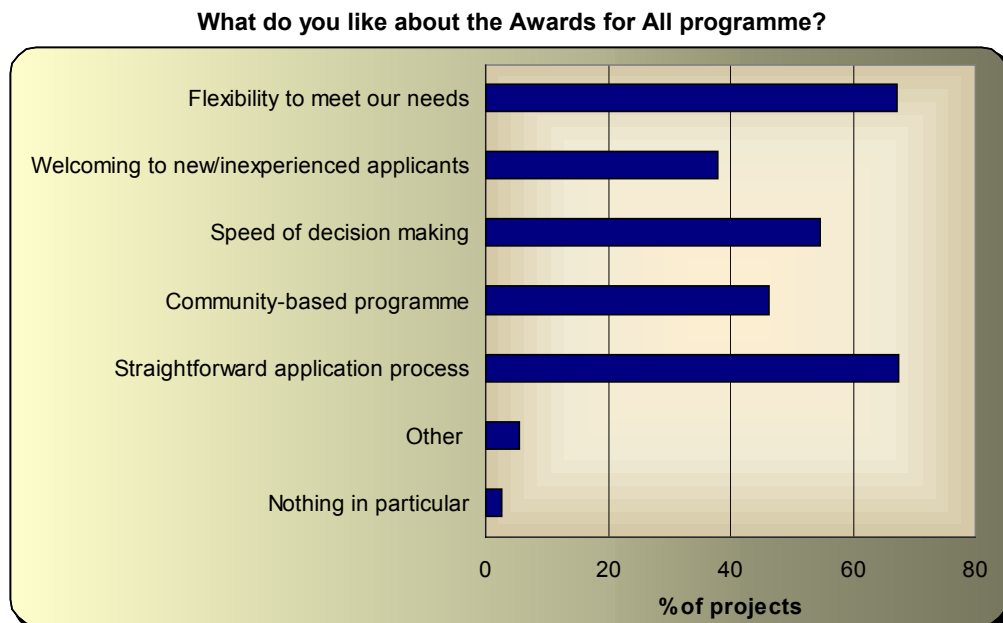 What do you like about the Awards for All programme?
Flexibility to meet our needs
Welcoming to new/inexperienced applicants
Speed of decision making
Community-based programme
Straightforward application process
Other
Nothing in particular
0 20 40 60 80
% of projects